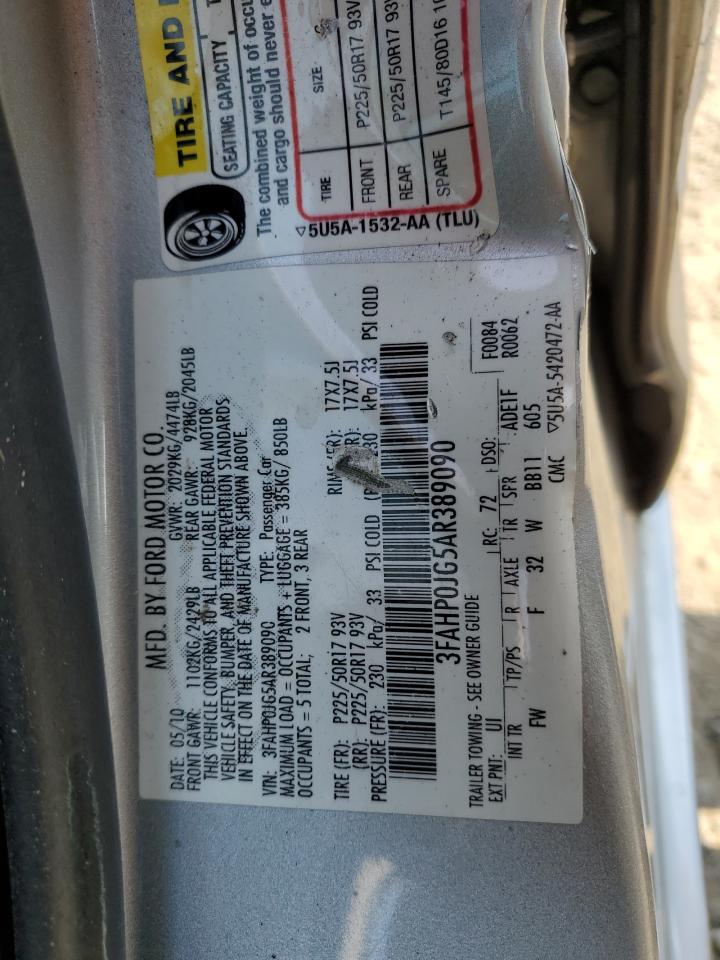 TIRE AND
SEATING CAPACITY
The combined weight of occu
and cargo should never e
TIRE SIZE C
FRONT P225/50R17 93V
REAR P225/50R17 93V
SPARE T145/80D16 1
▽5U5A-1532-AA (TLU)
MFD. BY FORD MOTOR CO.
DATE: 05/10 GVWR: 2029KG/4474LB
FRONT GAWR: 1102KG/2429LB REAR GAWR: 928KG/2045LB
THIS VEHICLE CONFORMS TO ALL APPLICABLE FEDERAL MOTOR
VEHICLE SAFETY, BUMPER, AND THEFT PREVENTION STANDARDS
IN EFFECT ON THE DATE OF MANUFACTURE SHOWN ABOVE.
VIN: 3FAHP0JG5AR389090 TYPE: Passenger Car
MAXIMUM LOAD = OCCUPANTS + LUGGAGE = 385KG/ 850LB
OCCUPANTS = 5 TOTAL; 2 FRONT, 3 REAR
TIRE (FR): P225/50R17 93V RIMS (FR): 17X7.5J
(RR): P225/50R17 93V 17X7.5J
PRESSURE (FR): 230 kPa/ 33 PSI COLD kPa/ 33 PSI COLD
3FAHP0JG5AR389090
TRAILER TOWING - SEE OWNER GUIDE F0084
EXT PNT: UI RC: 72 DSO: R0062
INT TR TP/PS R AXLE TR SPR ADE1F
FW F 32 W BB11 605
CMC ▽5U5A-5420472-AA